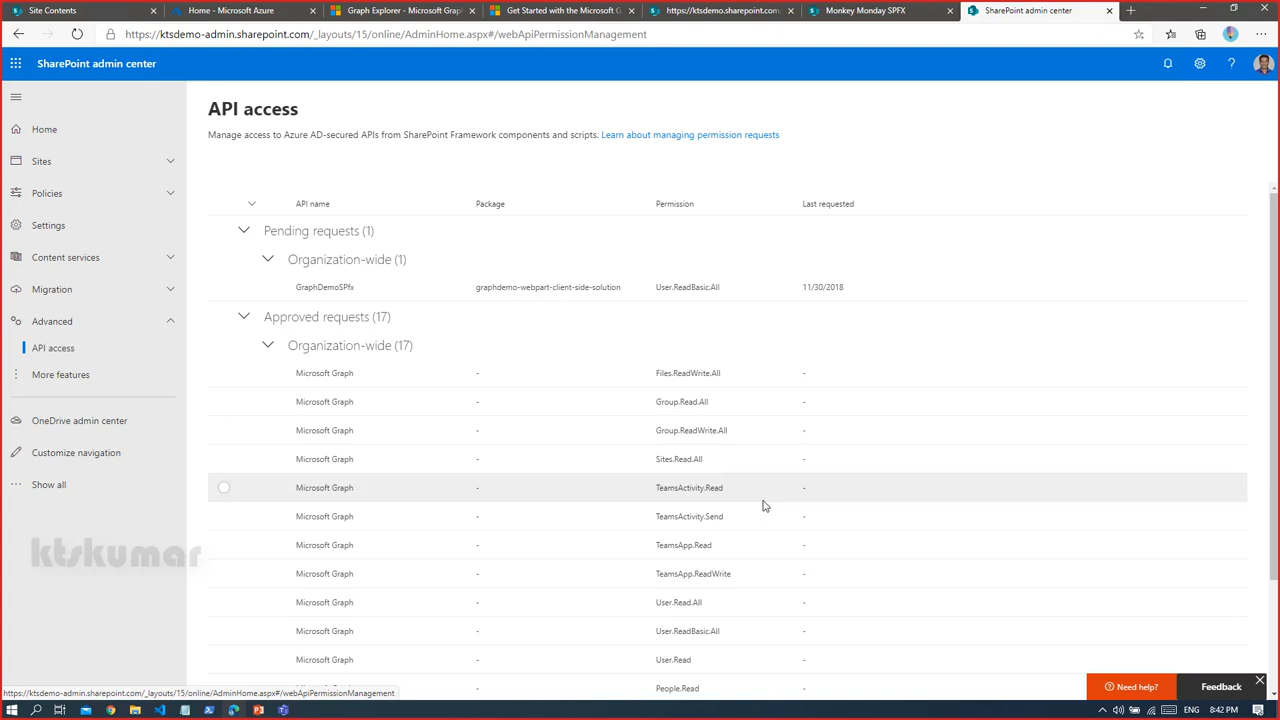 Site Contents
Home - Microsoft Azure
Graph Explorer - Microsoft Grap
Get Started with the Microsoft G
https://ktsdemo.sharepoint.com
Monkey Monday SPFX
SharePoint admin center
https://ktsdemo-admin.sharepoint.com/_layouts/15/online/AdminHome.aspx#/webApiPermissionManagement
SharePoint admin center
Home
Sites
Policies
Settings
Content services
Migration
Advanced
API access
More features
OneDrive admin center
Customize navigation
Show all
ktskumar
API access
Manage access to Azure AD-secured APIs from SharePoint Framework components and scripts. Learn about managing permission requests
API name Package Permission Last requested
Pending requests (1)
Organization-wide (1)
GraphDemoSPfx graphdemo-webpart-client-side-solution User.ReadBasic.All 11/30/2018
Approved requests (17)
Organization-wide (17)
Microsoft Graph - Files.ReadWrite.All -
Microsoft Graph - Group.Read.All -
Microsoft Graph - Group.ReadWrite.All -
Microsoft Graph - Sites.Read.All -
Microsoft Graph - TeamsActivity.Read -
Microsoft Graph - TeamsActivity.Send -
Microsoft Graph - TeamsApp.Read -
Microsoft Graph - TeamsApp.ReadWrite -
Microsoft Graph - User.Read.All -
Microsoft Graph - User.ReadBasic.All -
Microsoft Graph - User.Read -
Microsoft Graph - People.Read -
Need help?
Feedback
https://ktsdemo-admin.sharepoint.com/_layouts/15/online/AdminHome.aspx#/webApiPermissionManagement
ENG 8:42 PM